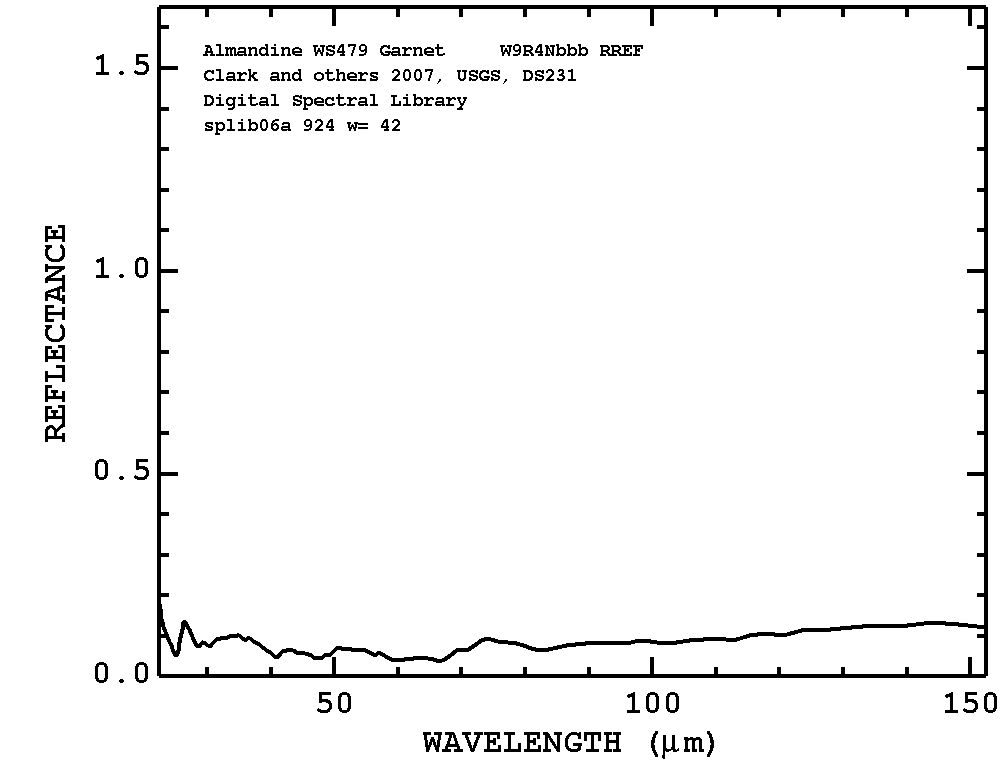 Almandine WS479 Garnet W9R4Nbbb RREF
Clark and others 2007, USGS, DS231
Digital Spectral Library
splib06a 924 w= 42
1.5
1.0
0.5
0.0
REFLECTANCE
50 100 150
WAVELENGTH (μm)